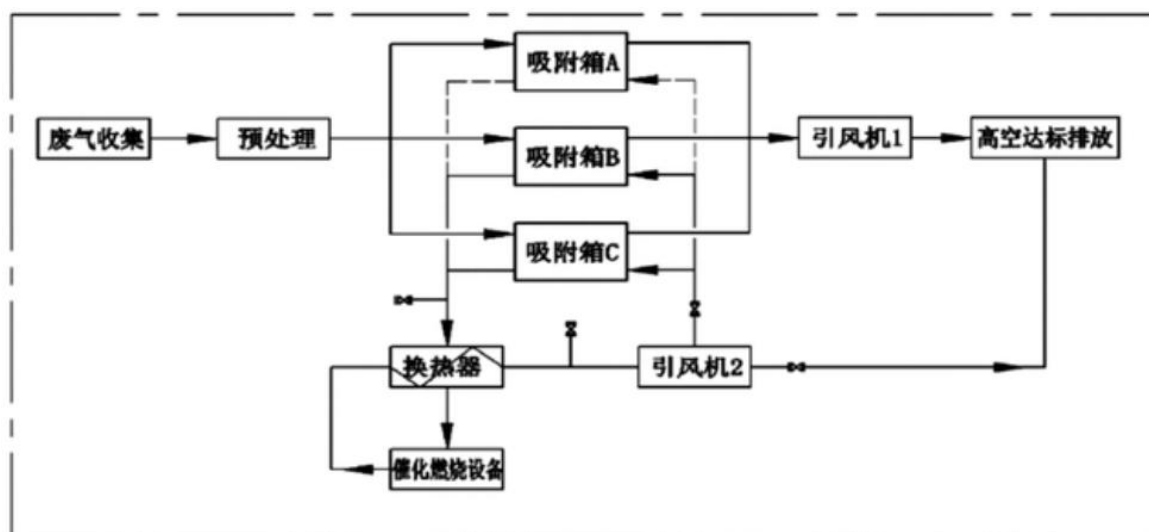 吸附箱A
废气收集
预处理
吸附箱B
引风机1
高空达标排放
吸附箱C
换热器
引风机2
催化燃烧设备